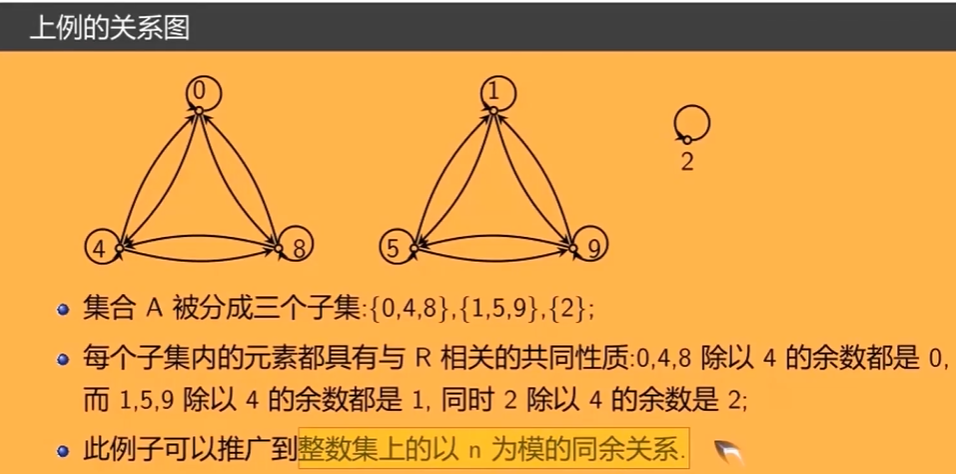 上例的关系图
0
1
2
4
8
5
9
集合 A 被分成三个子集:{0,4,8},{1,5,9},{2};
每个子集内的元素都具有与 R 相关的共同性质:0,4,8 除以 4 的余数都是 0,
而 1,5,9 除以 4 的余数都是 1, 同时 2 除以 4 的余数是 2;
此例子可以推广到整数集上的以 n 为模的同余关系.